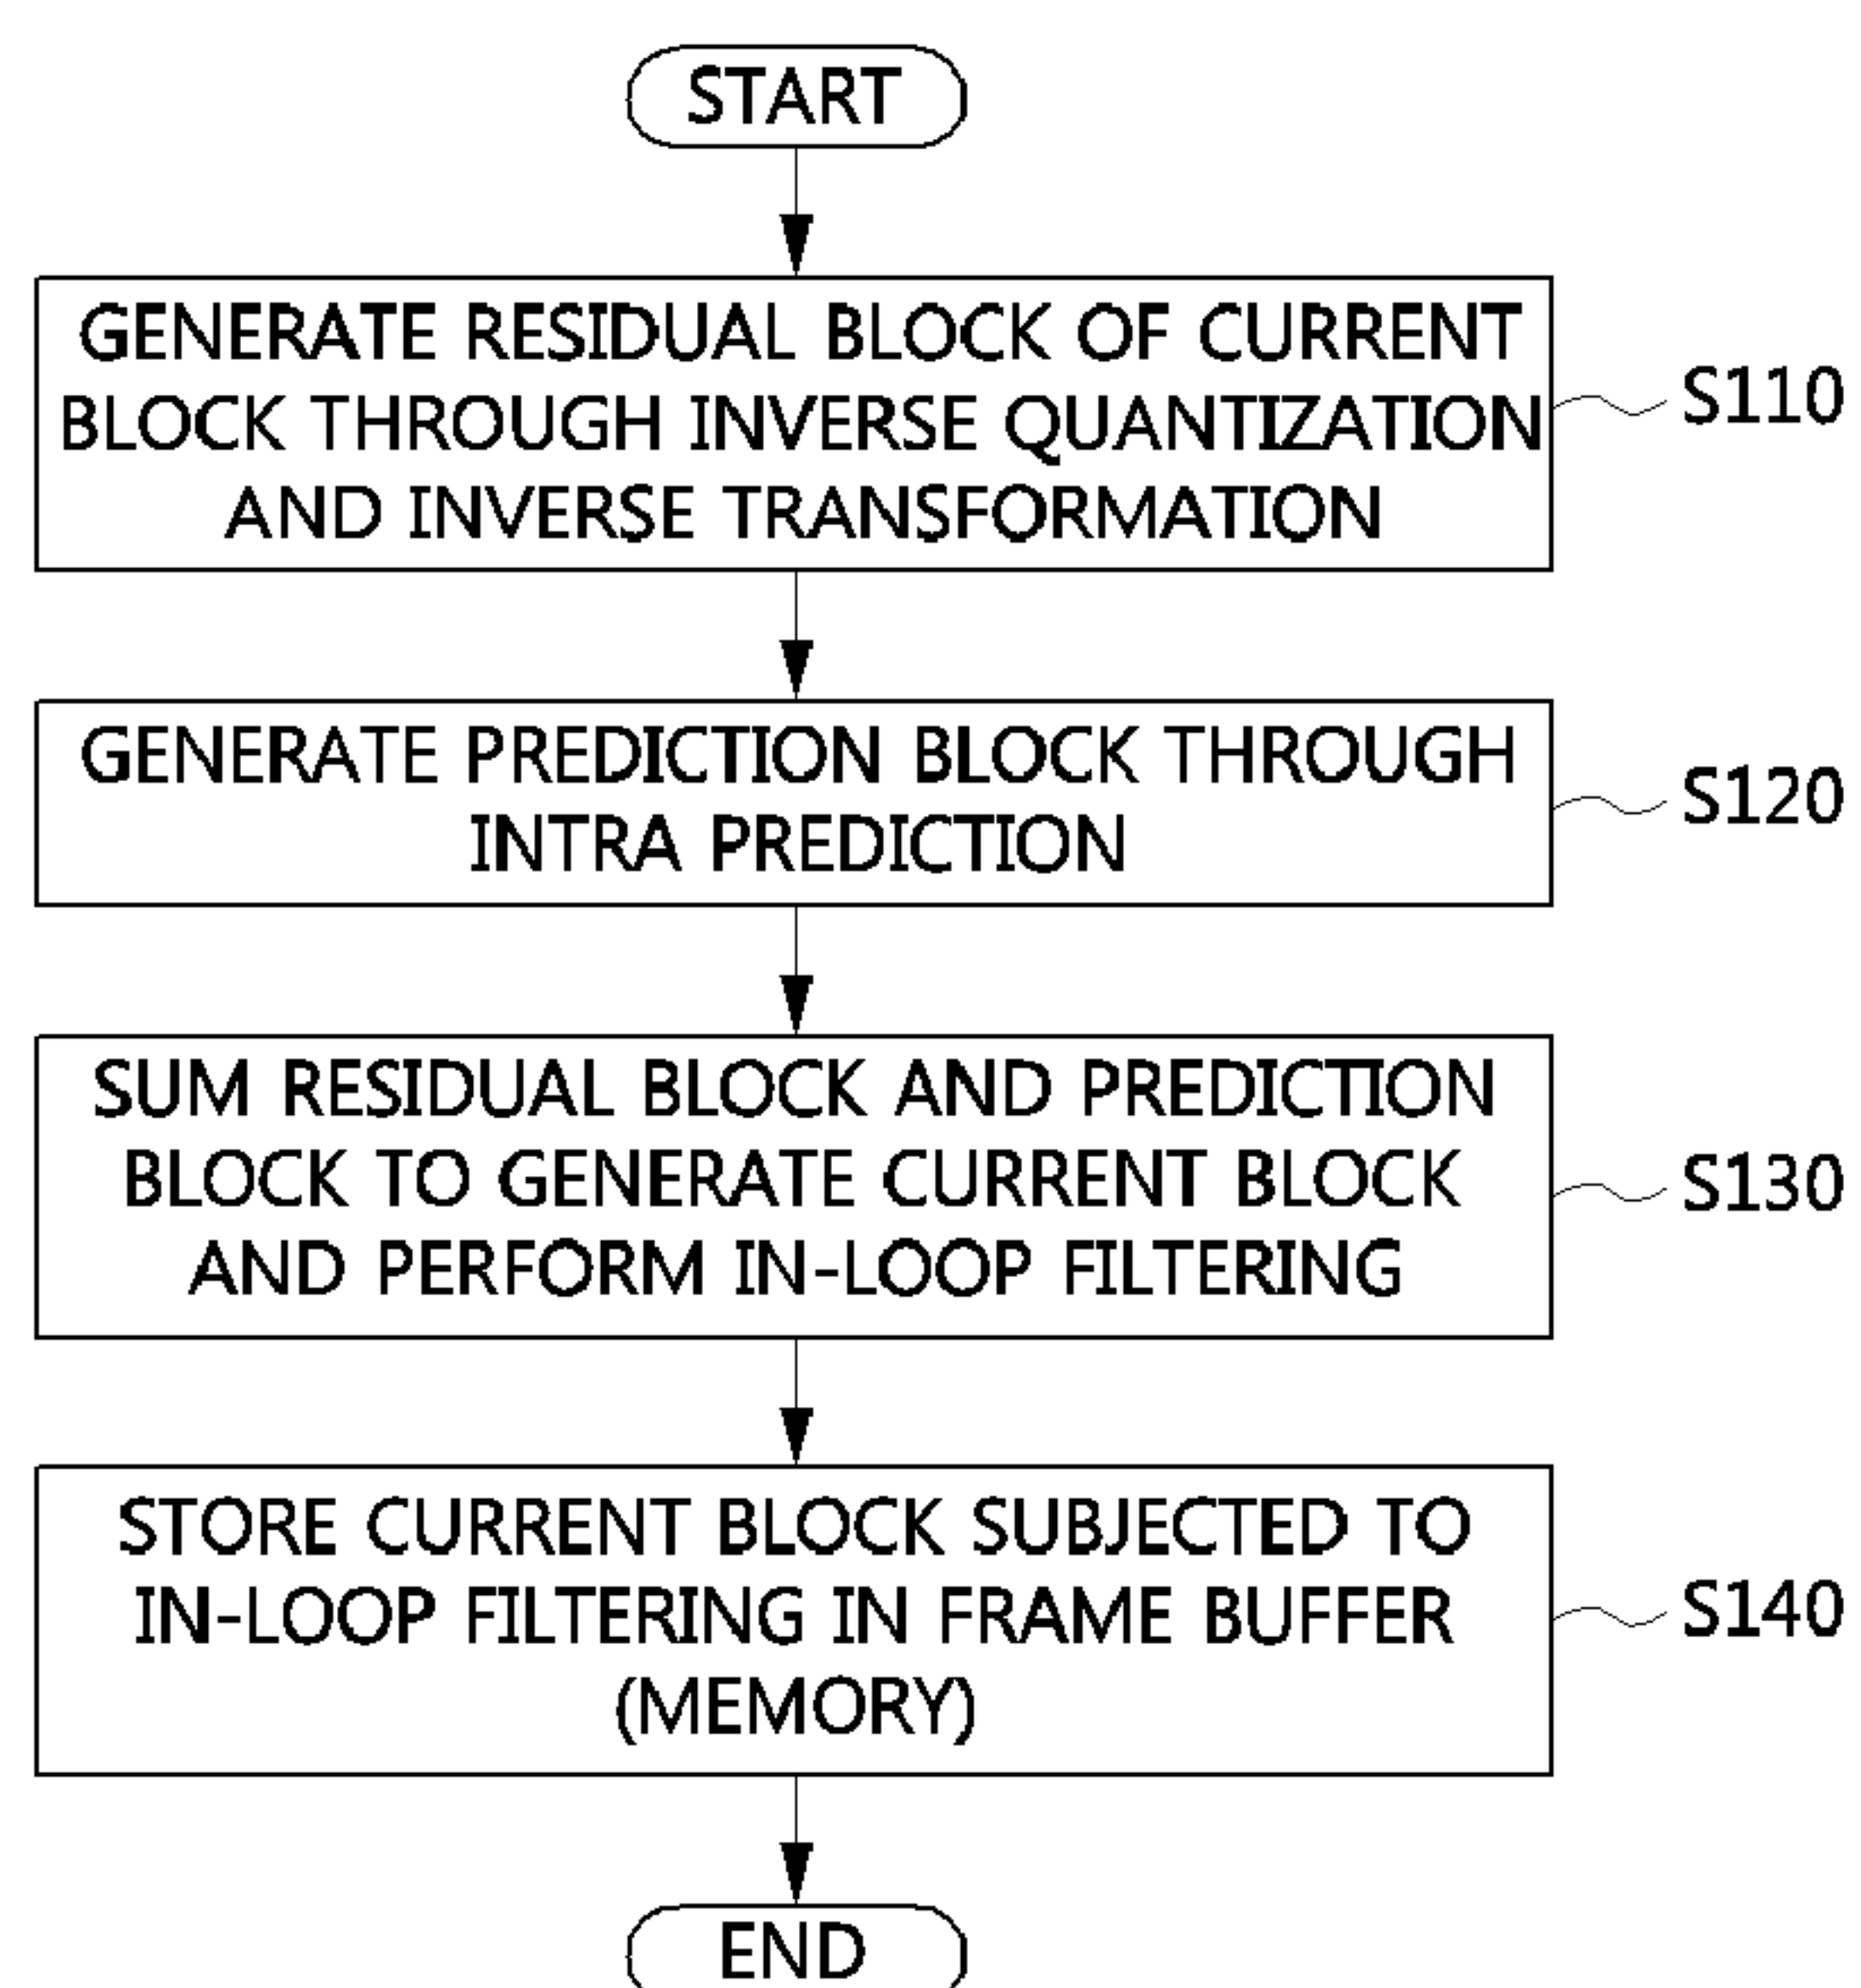 START
GENERATE RESIDUAL BLOCK OF CURRENT
BLOCK THROUGH INVERSE QUANTIZATION
AND INVERSE TRANSFORMATION
S110
GENERATE PREDICTION BLOCK THROUGH
INTRA PREDICTION
S120
SUM RESIDUAL BLOCK AND PREDICTION
BLOCK TO GENERATE CURRENT BLOCK
AND PERFORM IN-LOOP FILTERING
S130
STORE CURRENT BLOCK SUBJECTED TO
IN-LOOP FILTERING IN FRAME BUFFER
(MEMORY)
S140
END